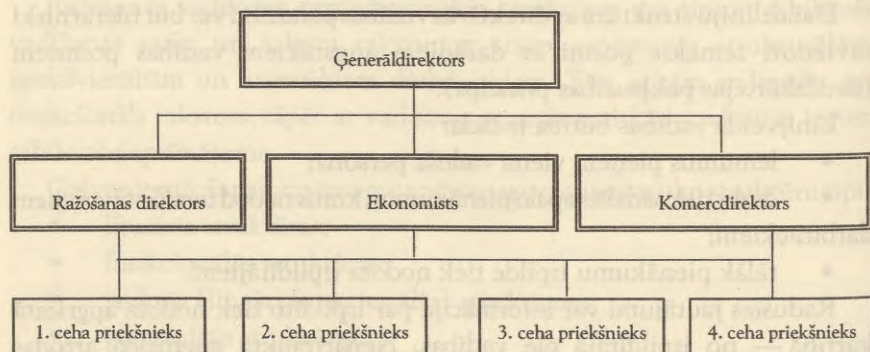 Ģenerāldirektors
Ražošanas direktors
Ekonomists
Komercdirektors
1. ceha priekšnieks
2. ceha priekšnieks
3. ceha priekšnieks
4. ceha priekšnieks